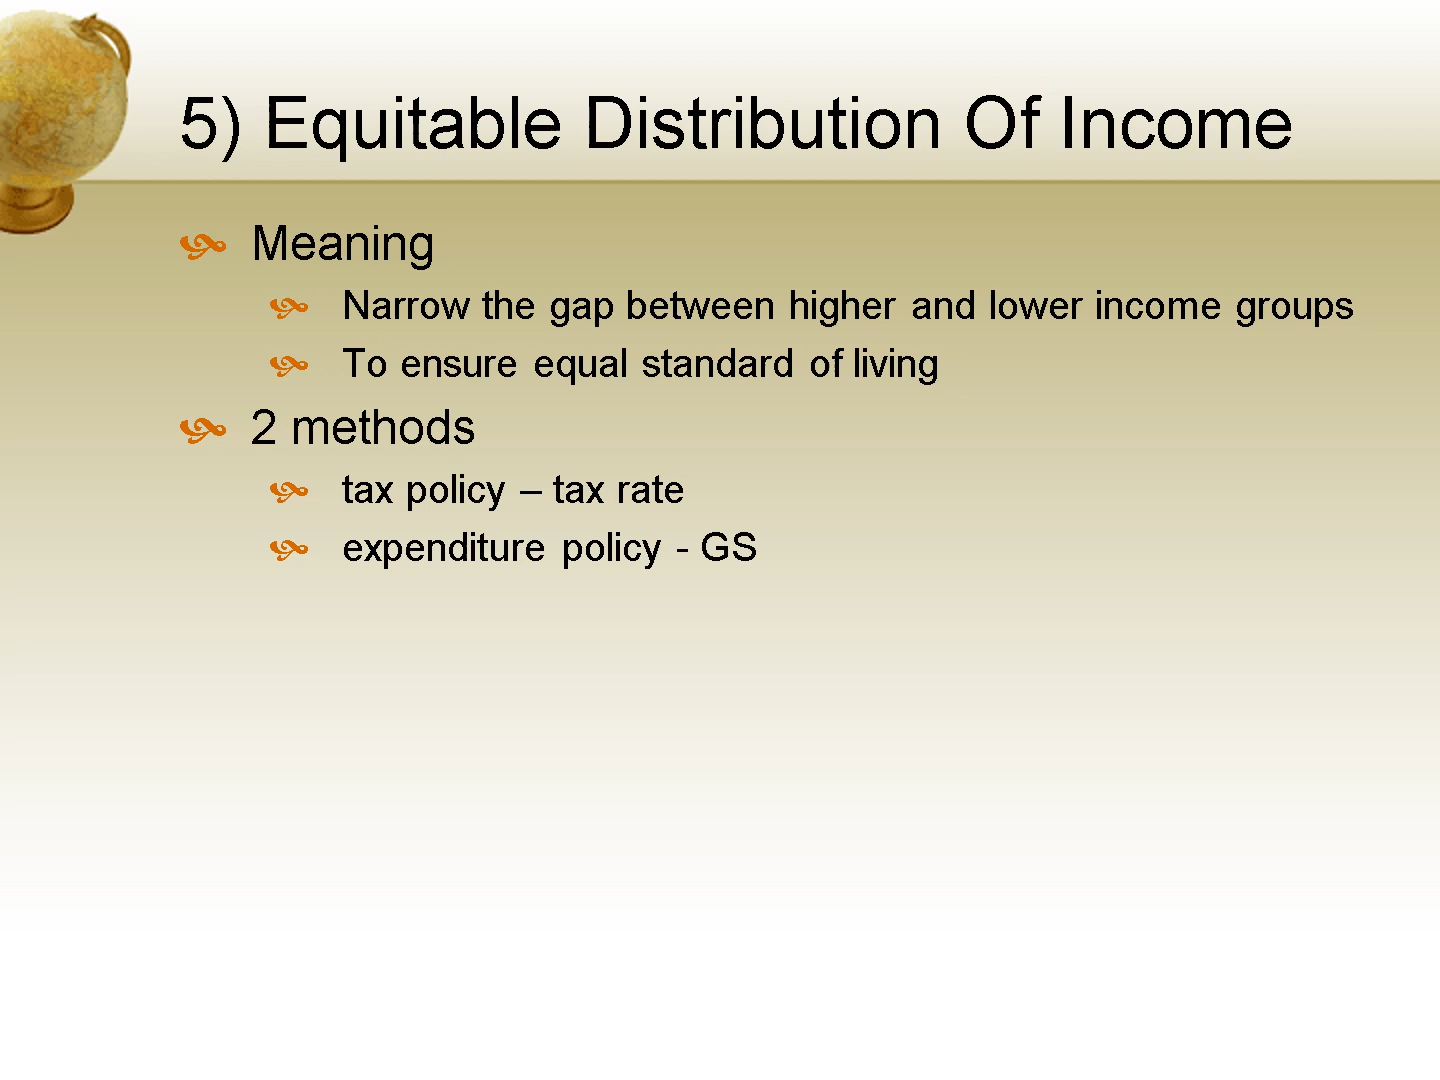 5) Equitable Distribution Of Income
Meaning
Narrow the gap between higher and lower income groups
To ensure equal standard of living
2 methods
tax policy – tax rate
expenditure policy - GS